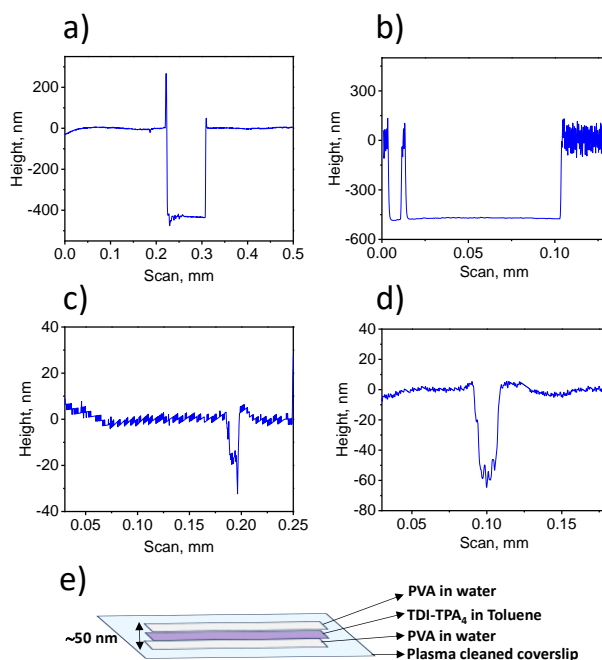 a)
b)
Height, nm
200
0
-200
-400
0.0 0.1 0.2 0.3 0.4 0.5
Scan, mm
Height, nm
300
0
-300
-600
0.00 0.05 0.10
Scan, mm
c)
d)
Height, nm
40
20
0
-20
-40
0.05 0.10 0.15 0.20 0.25
Scan, mm
Height, nm
40
20
0
-20
-40
-60
-80
0.05 0.10 0.15
Scan, mm
e)
~50 nm
PVA in water
TDI-TPA₄ in Toluene
PVA in water
Plasma cleaned coverslip